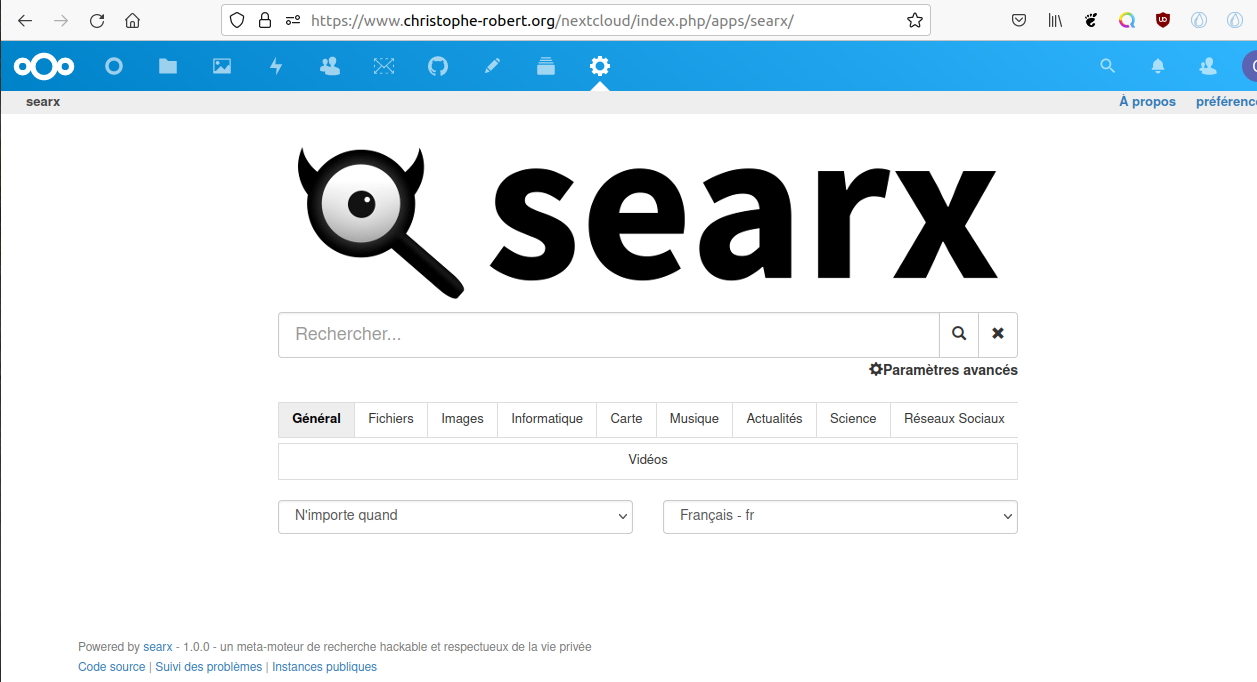 https://www.christophe-robert.org/nextcloud/index.php/apps/searx/
searx À propos préférenc
searx
Rechercher...
Paramètres avancés
Général Fichiers Images Informatique Carte Musique Actualités Science Réseaux Sociaux
Vidéos
N'importe quand Français - fr
Powered by searx - 1.0.0 - un meta-moteur de recherche hackable et respectueux de la vie privée
Code source | Suivi des problèmes | Instances publiques